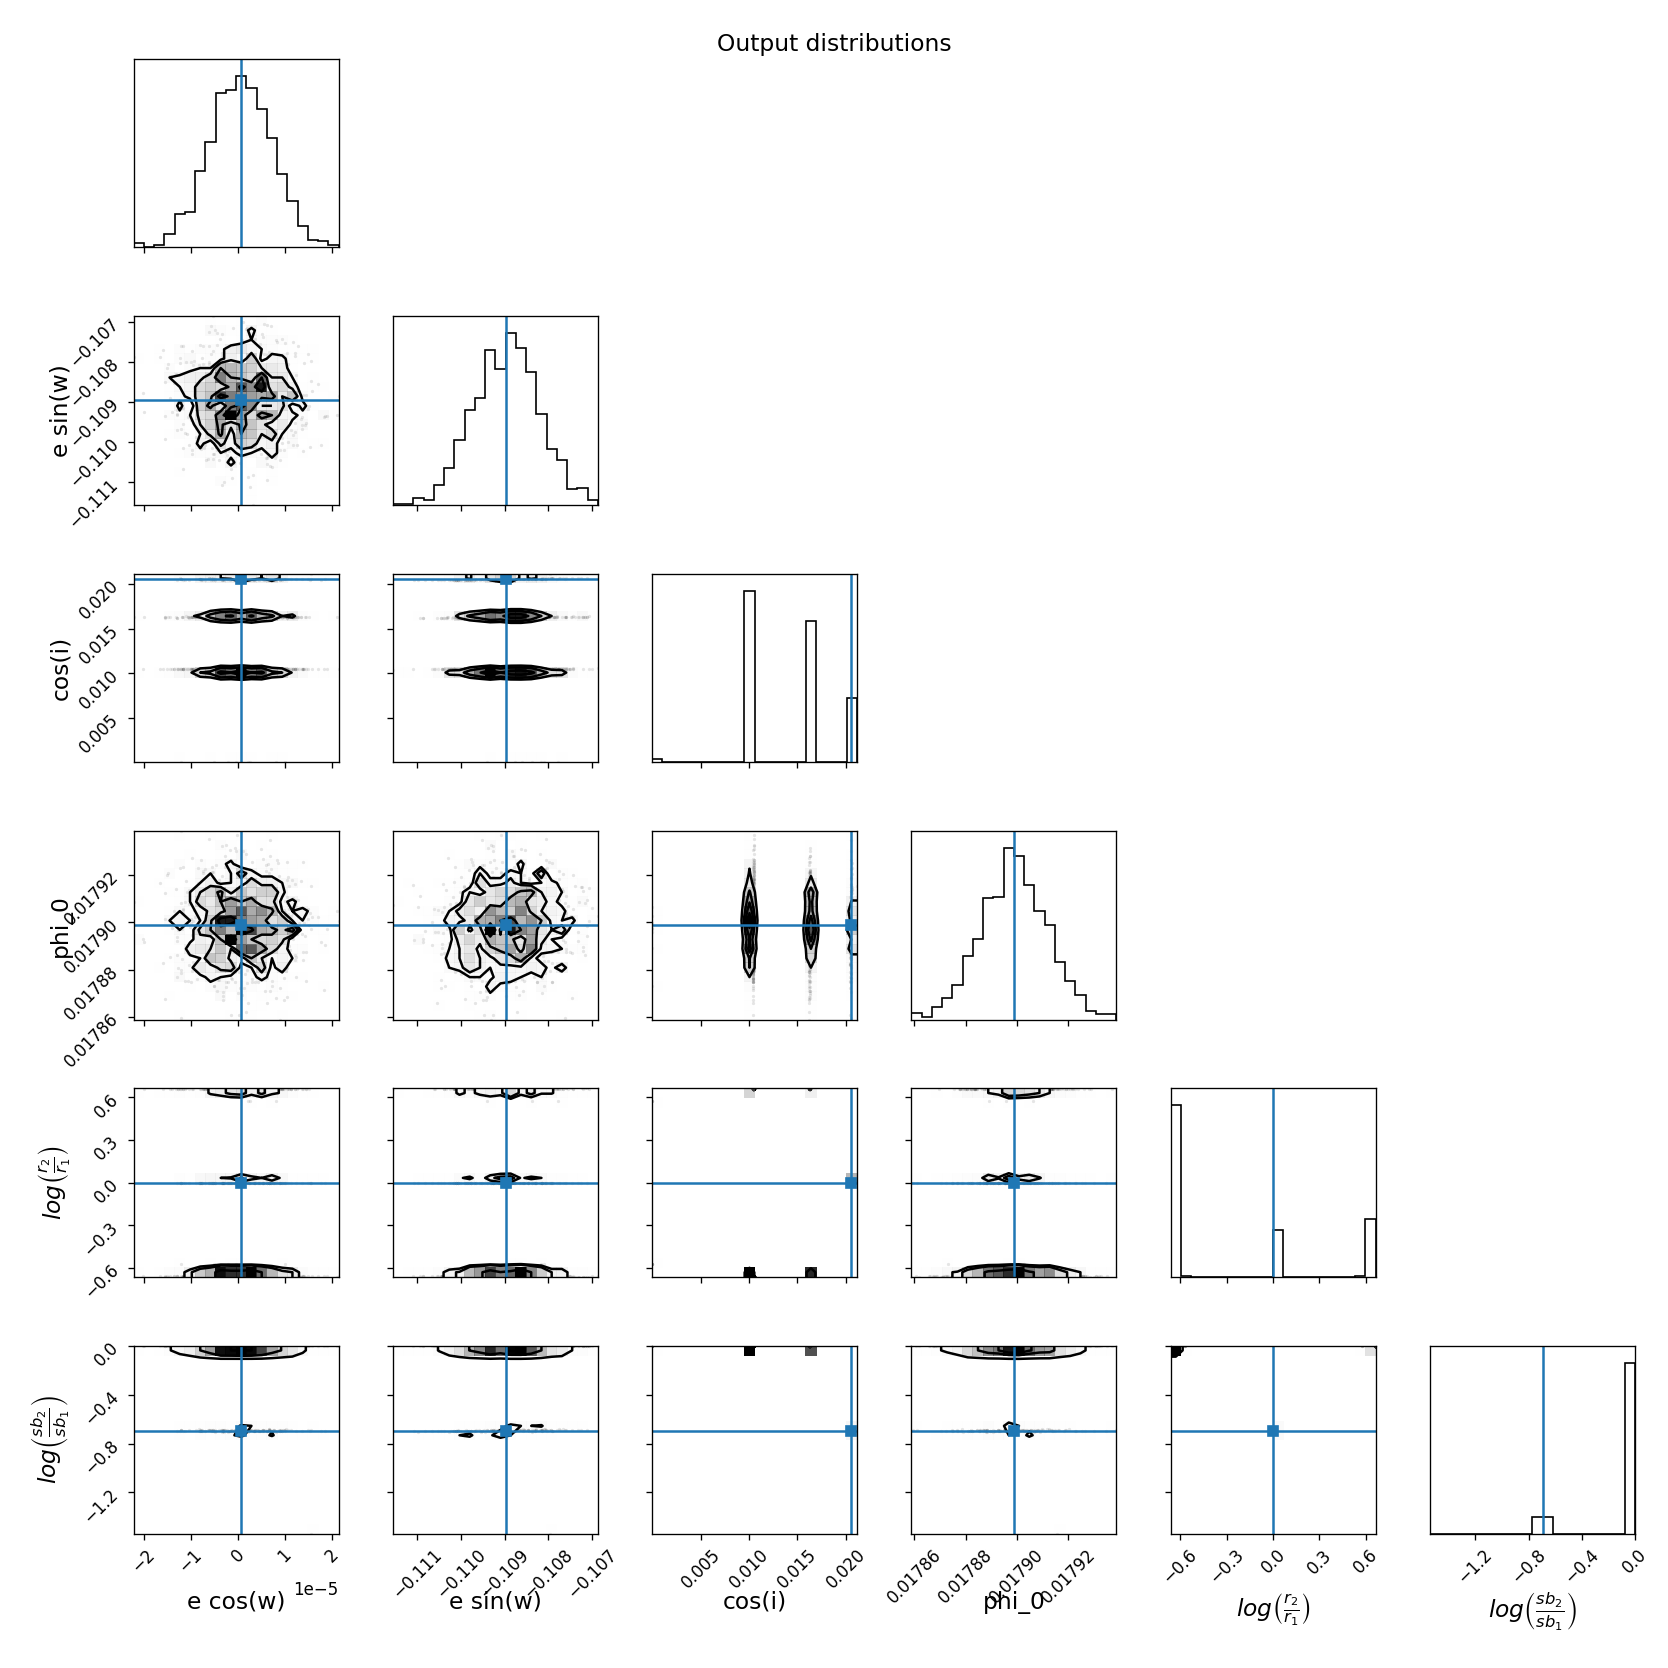 Output distributions
e sin(w)
−0.107
−0.108
−0.109
−0.110
−0.111
cos(i)
0.020
0.015
0.010
0.005
phi_0
0.01792
0.01790
0.01788
0.01786
log(r₂/r₁)
0.6
0.3
0.0
−0.3
−0.6
log(sb₂/sb₁)
0.0
−0.4
−0.8
−1.2
−2 −1 0 1 2
1e−5
e cos(w)
−0.111 −0.110 −0.109 −0.108 −0.107
e sin(w)
0.005 0.010 0.015 0.020
cos(i)
0.01786 0.01788 0.01790 0.01792
phi_0
−0.6 −0.3 0.0 0.3 0.6
log(r₂/r₁)
−1.2 −0.8 −0.4 0.0
log(sb₂/sb₁)